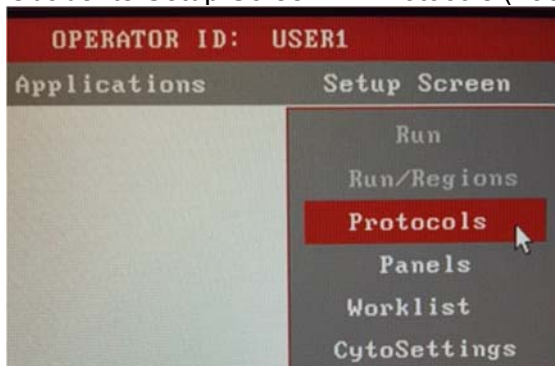 OPERATOR ID: USER1
Applications Setup Screen
Run
Run/Regions
Protocols
Panels
Worklist
CytoSettings